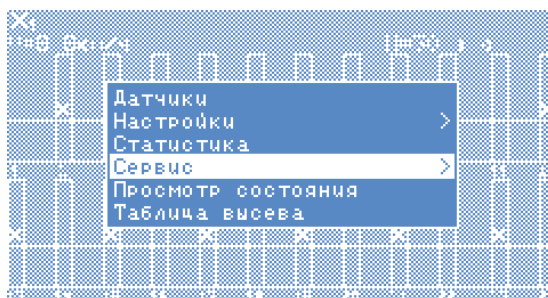 Датчики
Настройки >
Статистика
Сервис >
Просмотр состояния
Таблица высева